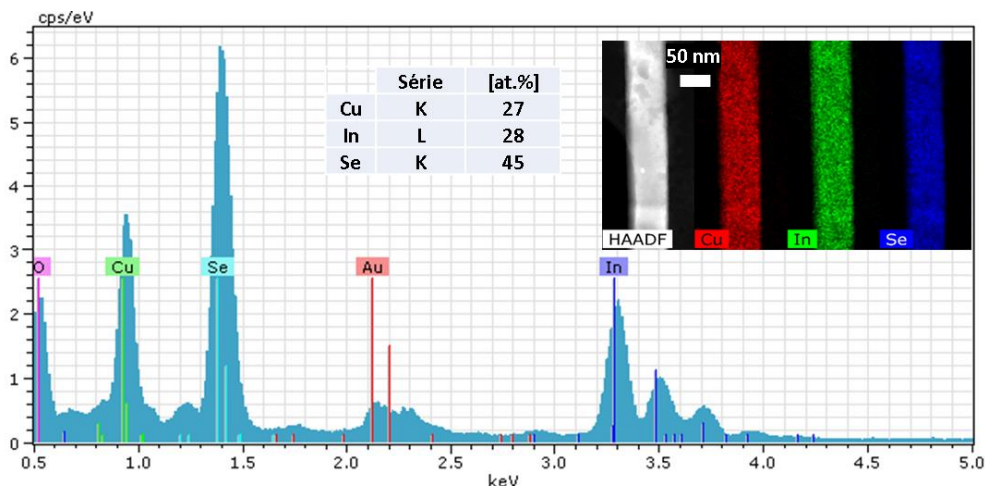 cps/eV
6
5
4
3
2
1
0
O
Cu
Se
Au
In
Série [at.%]
Cu K 27
In L 28
Se K 45
50 nm
HAADF Cu In Se
0.5 1.0 1.5 2.0 2.5 3.0 3.5 4.0 4.5 5.0
keV